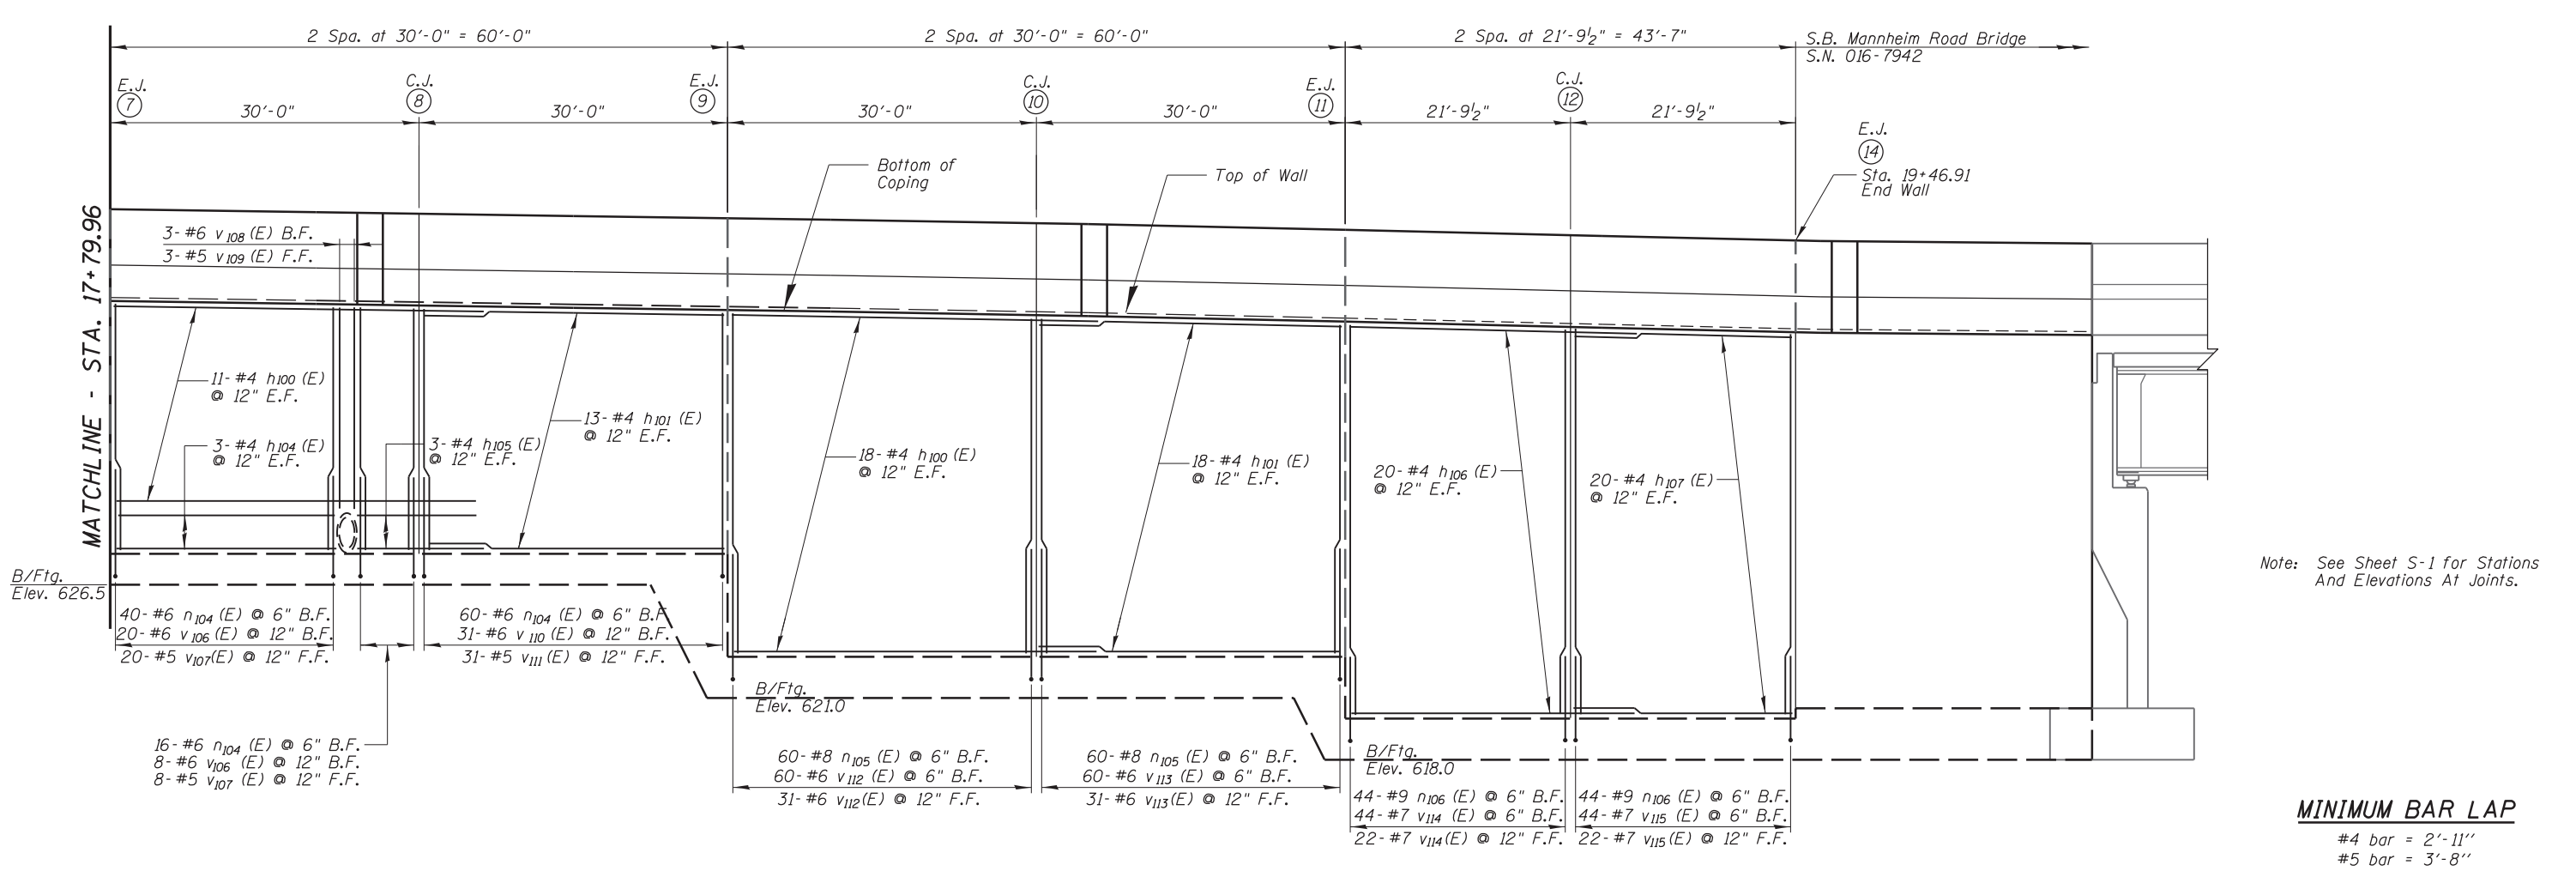 2 Spa. at 30'-0" = 60'-0"
2 Spa. at 30'-0" = 60'-0"
2 Spa. at 21'-9½" = 43'-7"
S.B. Mannheim Road Bridge
S.N. 016-7942
E.J.
7
C.J.
8
E.J.
9
C.J.
10
E.J.
11
C.J.
12
30'-0"
30'-0"
30'-0"
30'-0"
21'-9½"
21'-9½"
E.J.
14
Sta. 19+46.91
End Wall
Bottom of
Coping
Top of Wall
MATCHLINE - STA. 17+79.96
3-#6 v108 (E) B.F.
3-#5 v109 (E) F.F.
11-#4 h100 (E)
@ 12" E.F.
3-#4 h104 (E)
@ 12" E.F.
3-#4 h105 (E)
@ 12" E.F.
13-#4 h101 (E)
@ 12" E.F.
18-#4 h100 (E)
@ 12" E.F.
18-#4 h101 (E)
@ 12" E.F.
20-#4 h106 (E)
@ 12" E.F.
20-#4 h107 (E)
@ 12" E.F.
Note: See Sheet S-1 for Stations
And Elevations At Joints.
B/Ftg.
Elev. 626.5
40-#6 n104 (E) @ 6" B.F.
20-#6 v106 (E) @ 12" B.F.
20-#5 v107(E) @ 12" F.F.
60-#6 n104 (E) @ 6" B.F.
31-#6 v110 (E) @ 12" B.F.
31-#5 v111 (E) @ 12" F.F.
16-#6 n104 (E) @ 6" B.F.
8-#6 v106 (E) @ 12" B.F.
8-#5 v107 (E) @ 12" F.F.
B/Ftg.
Elev. 621.0
60-#8 n105 (E) @ 6" B.F.
60-#6 v112 (E) @ 6" B.F.
31-#6 v112(E) @ 12" F.F.
60-#8 n105 (E) @ 6" B.F.
60-#6 v113 (E) @ 6" B.F.
31-#6 v113(E) @ 12" F.F.
B/Ftg.
Elev. 618.0
44-#9 n106 (E) @ 6" B.F.
44-#7 v114 (E) @ 6" B.F.
22-#7 v114(E) @ 12" F.F.
44-#9 n106 (E) @ 6" B.F.
44-#7 v115 (E) @ 6" B.F.
22-#7 v115(E) @ 12" F.F.
MINIMUM BAR LAP
#4 bar = 2'-11''
#5 bar = 3'-8''